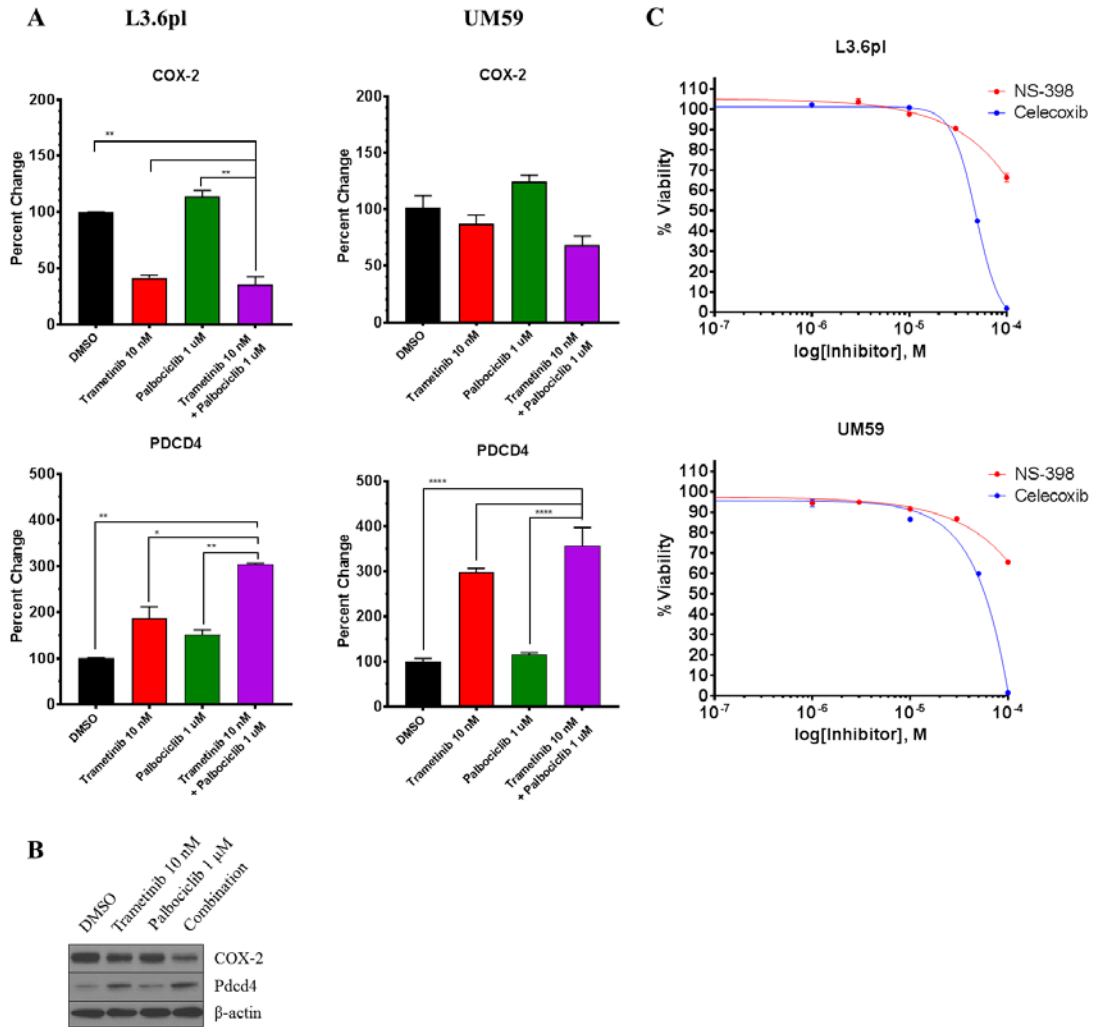 A
L3.6pl
UM59
COX-2
Percent Change
200
150
100
50
0
**
**
DMSO
Trametinib 10 nM
Palbociclib 1 uM
Trametinib 10 nM
+ Palbociclib 1 uM
COX-2
Percent Change
200
150
100
50
0
DMSO
Trametinib 10 nM
Palbociclib 1 uM
Trametinib 10 nM
+ Palbociclib 1 uM
PDCD4
Percent Change
500
400
300
200
100
0
**
*
**
DMSO
Trametinib 10 nM
Palbociclib 1 uM
Trametinib 10 nM
+ Palbociclib 1 uM
PDCD4
Percent Change
500
400
300
200
100
0
****
****
DMSO
Trametinib 10 nM
Palbociclib 1 uM
Trametinib 10 nM
+ Palbociclib 1 uM
B
DMSO
Trametinib 10 nM
Palbociclib 1 µM
Combination
COX-2
Pdcd4
β-actin
C
L3.6pl
NS-398
Celecoxib
% Viability
110
100
90
80
70
60
50
40
30
20
10
0
10-7
10-6
10-5
10-4
log[Inhibitor], M
UM59
NS-398
Celecoxib
% Viability
110
100
90
80
70
60
50
40
30
20
10
0
10-7
10-6
10-5
10-4
log[Inhibitor], M